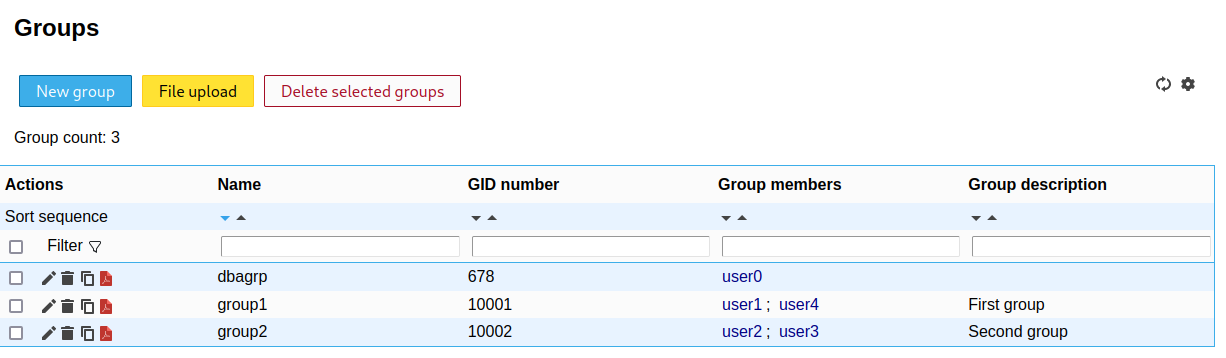 Groups
New group File upload Delete selected groups
Group count: 3
Actions Name GID number Group members Group description
Sort sequence
Filter
dbagrp 678 user0
group1 10001 user1 ; user4 First group
group2 10002 user2 ; user3 Second group